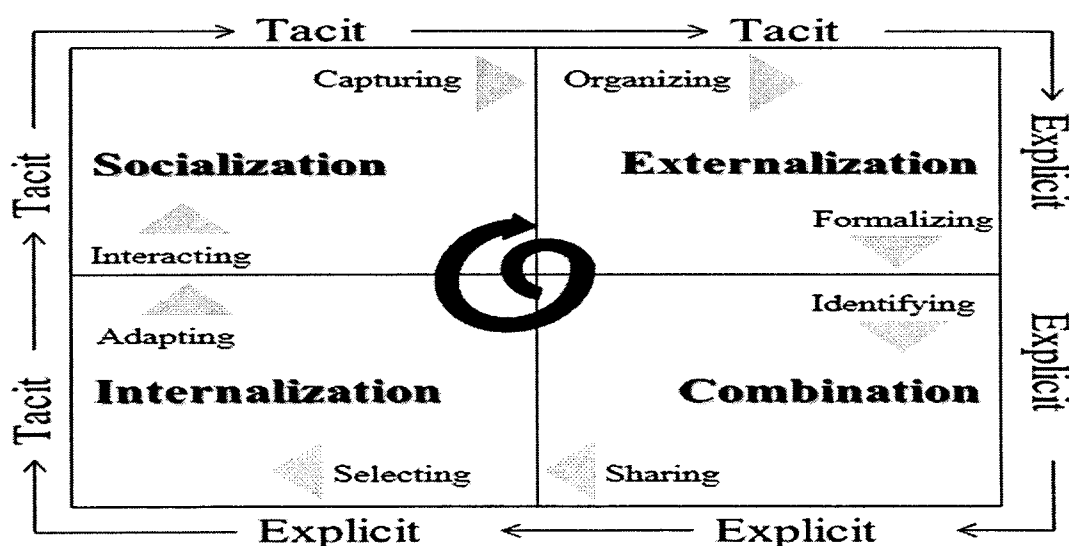 Tacit
Tacit
Capturing
Organizing
Tacit
Socialization
Externalization
Explicit
Interacting
Formalizing
Adapting
Identifying
Tacit
Internalization
Combination
Explicit
Selecting
Sharing
Explicit
Explicit